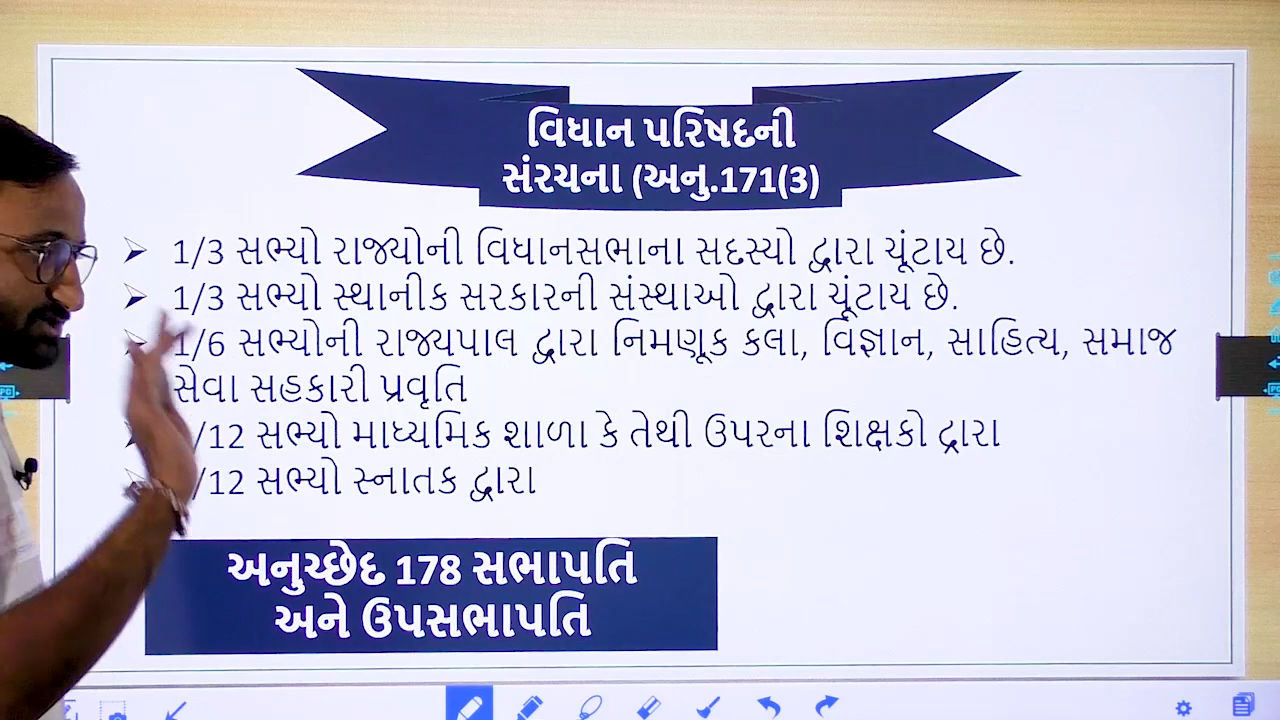 વિધાન પરિષદની
સંરચના (અનુ.171(3)
1/3 સભ્યો રાજ્યોની વિધાનસભાના સદસ્યો દ્વારા ચૂંટાય છે.
1/3 સભ્યો સ્થાનીક સરકારની સંસ્થાઓ દ્વારા ચૂંટાય છે.
1/6 સભ્યોની રાજ્યપાલ દ્વારા નિમણૂક કલા, વિજ્ઞાન, સાહિત્ય, સમાજ
સેવા સહકારી પ્રવૃતિ
/12 સભ્યો માધ્યમિક શાળા કે તેથી ઉપરના શિક્ષકો દ્રારા
/12 સભ્યો સ્નાતક દ્વારા
અનુચ્છેદ 178 સભાપતિ
અને ઉપસભાપતિ